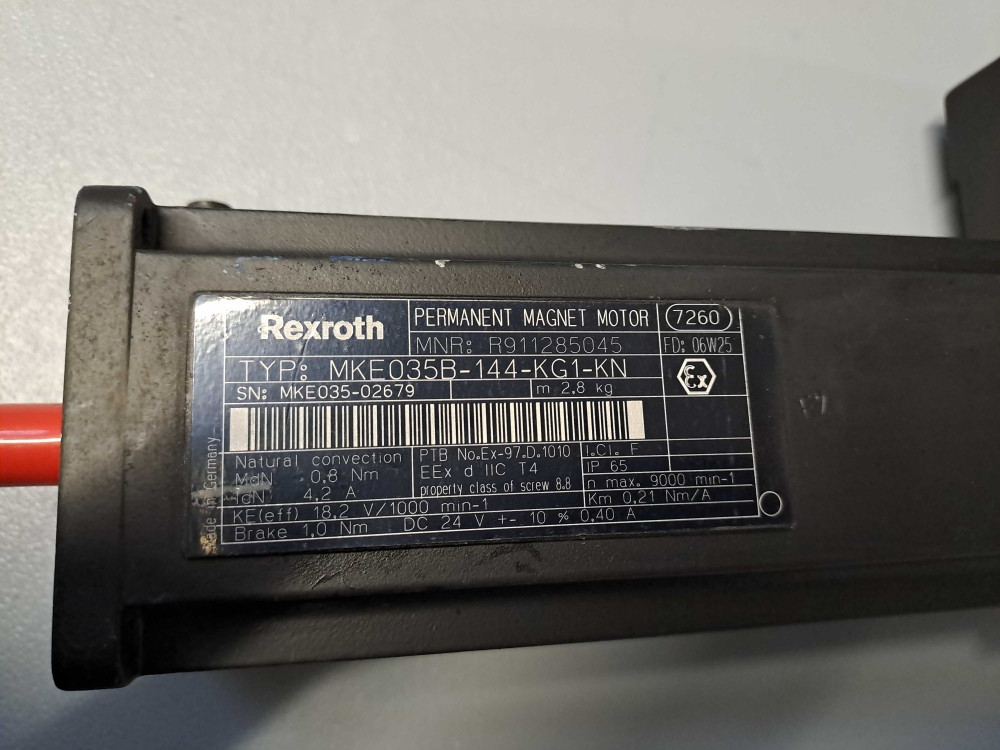 Rexroth
PERMANENT MAGNET MOTOR
7260
MNR: R911285045
FD: 06W25
TYP: MKE035B-144-KG1-KN
Ex
SN: MKE035-02679
m 2,8 kg
Natural convection
MdN 0,8 Nm
IdN 4,2 A
PTB No.Ex-97.D.1010
EEx d IIC T4
property class of screw 8.8
I.Cl. F
IP 65
n max. 9000 min-1
KE(eff) 18,2 V/1000 min-1
Km 0,21 Nm/A
Brake 1,0 Nm DC 24 V +- 10 % 0,40 A
Made in Germany